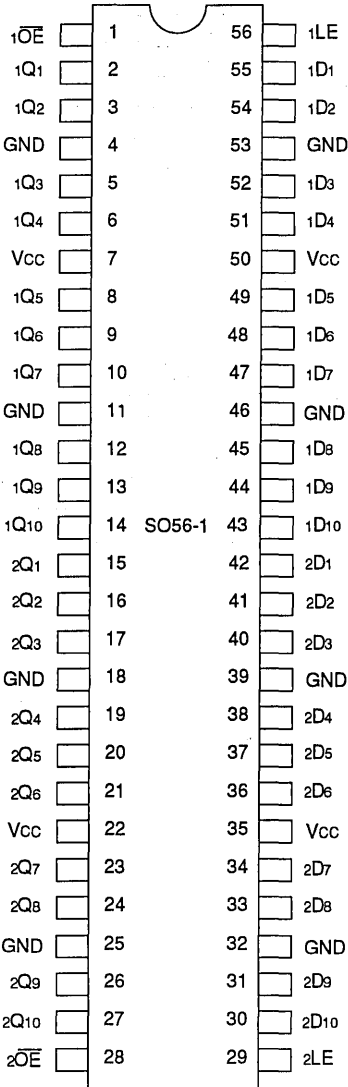 1O̅E̅ 1 56 1LE
1Q1 2 55 1D1
1Q2 3 54 1D2
GND 4 53 GND
1Q3 5 52 1D3
1Q4 6 51 1D4
Vcc 7 50 Vcc
1Q5 8 49 1D5
1Q6 9 48 1D6
1Q7 10 47 1D7
GND 11 46 GND
1Q8 12 45 1D8
1Q9 13 44 1D9
1Q10 14 SO56-1 43 1D10
2Q1 15 42 2D1
2Q2 16 41 2D2
2Q3 17 40 2D3
GND 18 39 GND
2Q4 19 38 2D4
2Q5 20 37 2D5
2Q6 21 36 2D6
Vcc 22 35 Vcc
2Q7 23 34 2D7
2Q8 24 33 2D8
GND 25 32 GND
2Q9 26 31 2D9
2Q10 27 30 2D10
2O̅E̅ 28 29 2LE